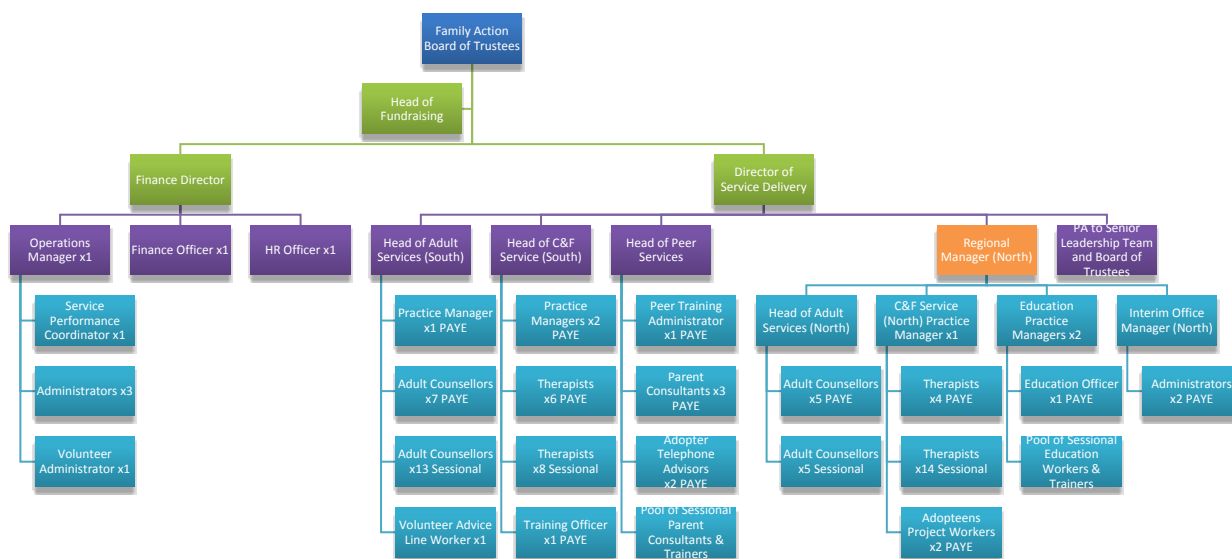 Family Action
Board of Trustees
Head of
Fundraising
Finance Director
Director of
Service Delivery
Operations
Manager x1
Finance Officer x1
HR Officer x1
Head of Adult
Services (South)
Head of C&F
Service (South)
Head of Peer
Services
Regional
Manager (North)
PA to Senior
Leadership Team
and Board of
Trustees
Service
Performance
Coordinator x1
Administrators x3
Volunteer
Administrator x1
Practice Manager
x1 PAYE
Adult Counsellors
x7 PAYE
Adult Counsellors
x13 Sessional
Volunteer Advice
Line Worker x1
Practice
Managers x2
PAYE
Therapists
x6 PAYE
Therapists
x8 Sessional
Training Officer
x1 PAYE
Peer Training
Administrator
x1 PAYE
Parent
Consultants x3
PAYE
Adopter
Telephone
Advisors
x2 PAYE
Pool of Sessional
Parent
Consultants &
Trainers
Head of Adult
Services (North)
Adult Counsellors
x5 PAYE
Adult Counsellors
x5 Sessional
C&F Service
(North) Practice
Manager x1
Therapists
x4 PAYE
Therapists
x14 Sessional
Adopteens
Project Workers
x2 PAYE
Education
Practice
Managers x2
Education Officer
x1 PAYE
Pool of Sessional
Education
Workers &
Trainers
Interim Office
Manager (North)
Administrators
x2 PAYE